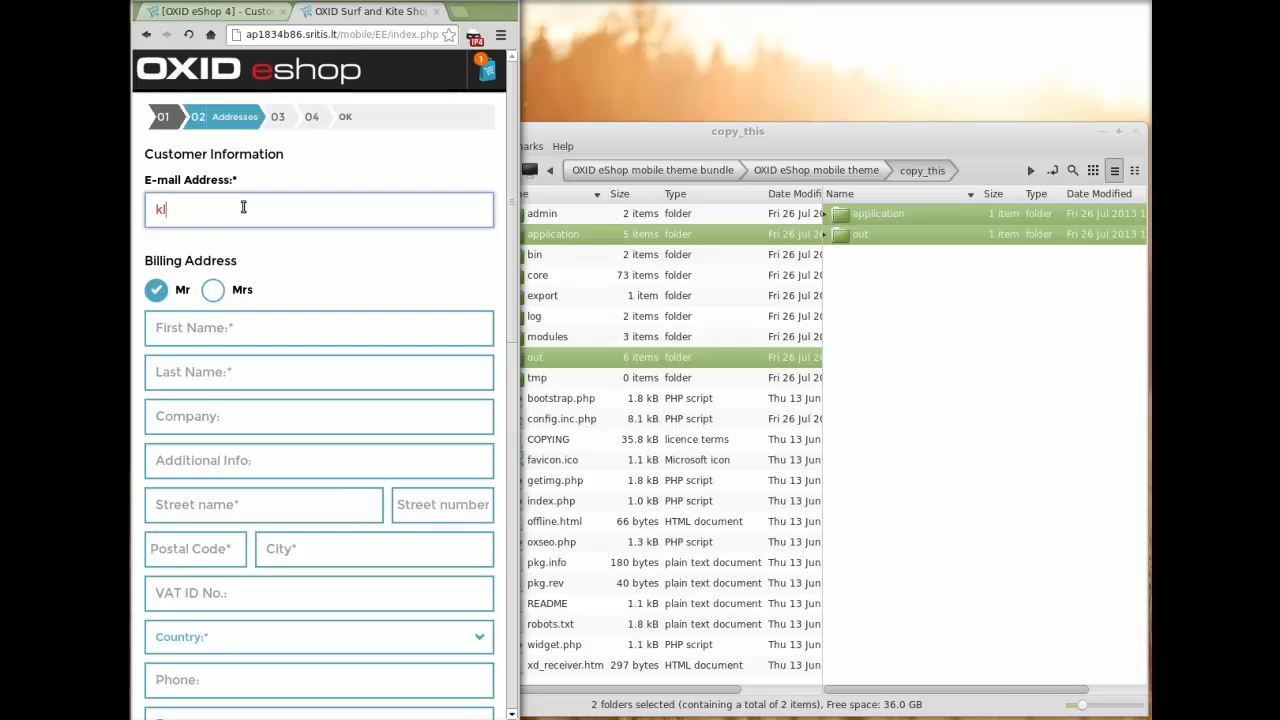 [OXID eShop 4] - Custo
OXID Surf and Kite Sho
ap1834b86.sritis.lt/mobile/EE/index.php
IP4
OXID eshop
1
01
02 Addresses
03
04
OK
Customer Information
E-mail Address:*
kl
Billing Address
Mr
Mrs
First Name:*
Last Name:*
Company:
Additional Info:
Street name*
Street number
Postal Code*
City*
VAT ID No.:
Country:*
Phone:
copy_this
Help
OXID eShop mobile theme bundle
OXID eShop mobile theme
copy_this
Size Type Date Modifi
admin 2 items folder Fri 26 Jul 20
application 5 items folder Fri 26 Jul 20
bin 2 items folder Fri 26 Jul 20
core 73 items folder Fri 26 Jul 20
export 1 item folder Fri 26 Jul 20
log 2 items folder Fri 26 Jul 20
modules 3 items folder Fri 26 Jul 20
out 6 items folder Fri 26 Jul 20
tmp 0 items folder Fri 26 Jul 20
bootstrap.php 1.8 kB PHP script Thu 13 Jun
config.inc.php 8.1 kB PHP script Fri 26 Jul 20
COPYING 35.8 kB licence terms Thu 13 Jun
favicon.ico 1.1 kB Microsoft icon Thu 13 Jun
getimg.php 1.8 kB PHP script Thu 13 Jun
index.php 1.0 kB PHP script Thu 13 Jun
offline.html 66 bytes HTML document Thu 13 Jun
oxseo.php 1.3 kB PHP script Thu 13 Jun
pkg.info 180 bytes plain text document Thu 13 Jun
pkg.rev 40 bytes plain text document Thu 13 Jun
README 1.1 kB plain text document Thu 13 Jun
robots.txt 1.8 kB plain text document Thu 13 Jun
widget.php 1.1 kB PHP script Thu 13 Jun
xd_receiver.htm 297 bytes HTML document Thu 13 Jun
Name Size Type Date Modified
application 1 item folder Fri 26 Jul 2013 1
out 1 item folder Fri 26 Jul 2013 1
2 folders selected (containing a total of 2 items), Free space: 36.0 GB